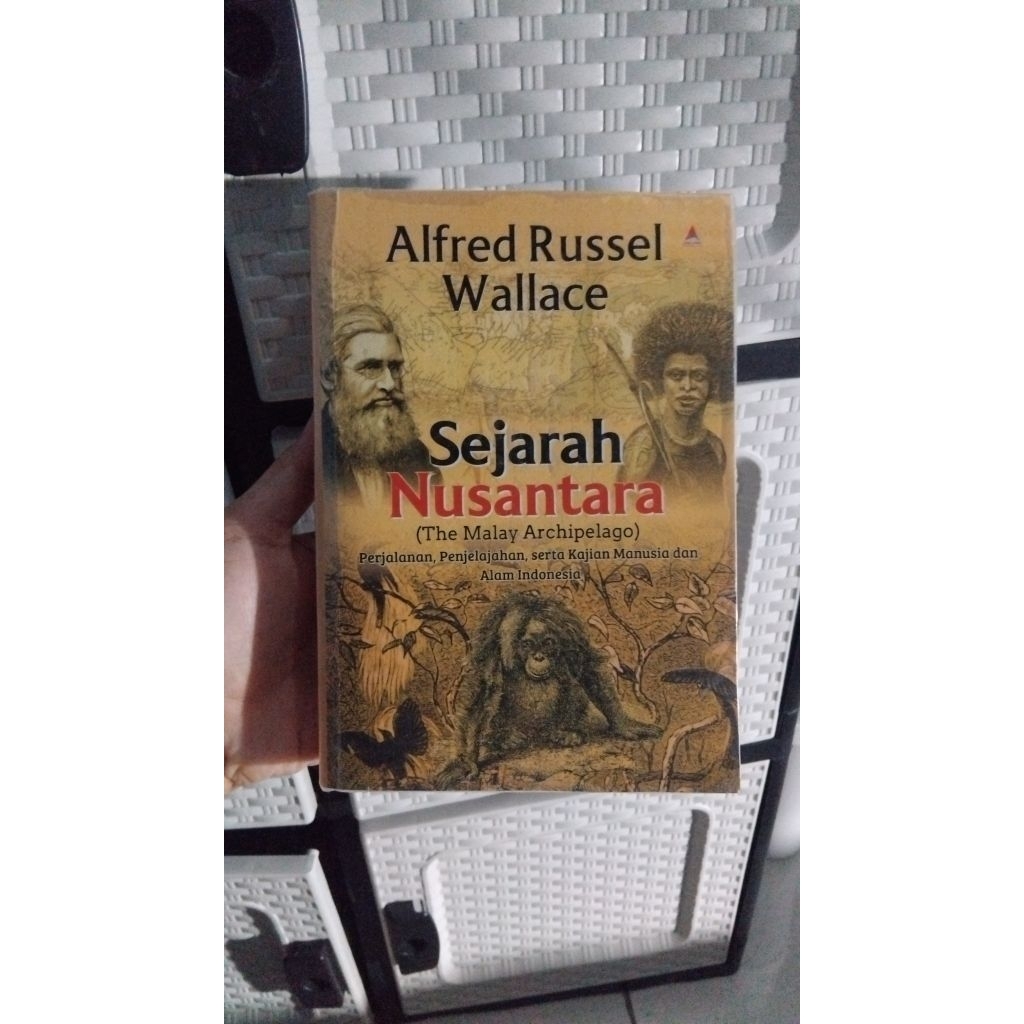 Alfred Russel
Wallace
Sejarah
Nusantara
(The Malay Archipelago)
Perjalanan, Penjelajahan, serta Kajian Manusia dan
Alam Indonesia